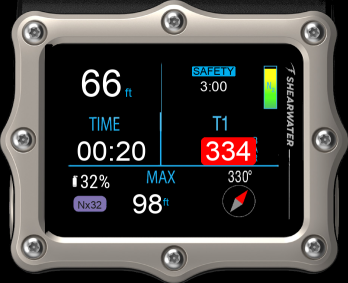 66 ft
SAFETY
3:00
N₂
SHEARWATER
TIME
T1
00:20
334
32%
MAX
330°
Nx32
98 ft